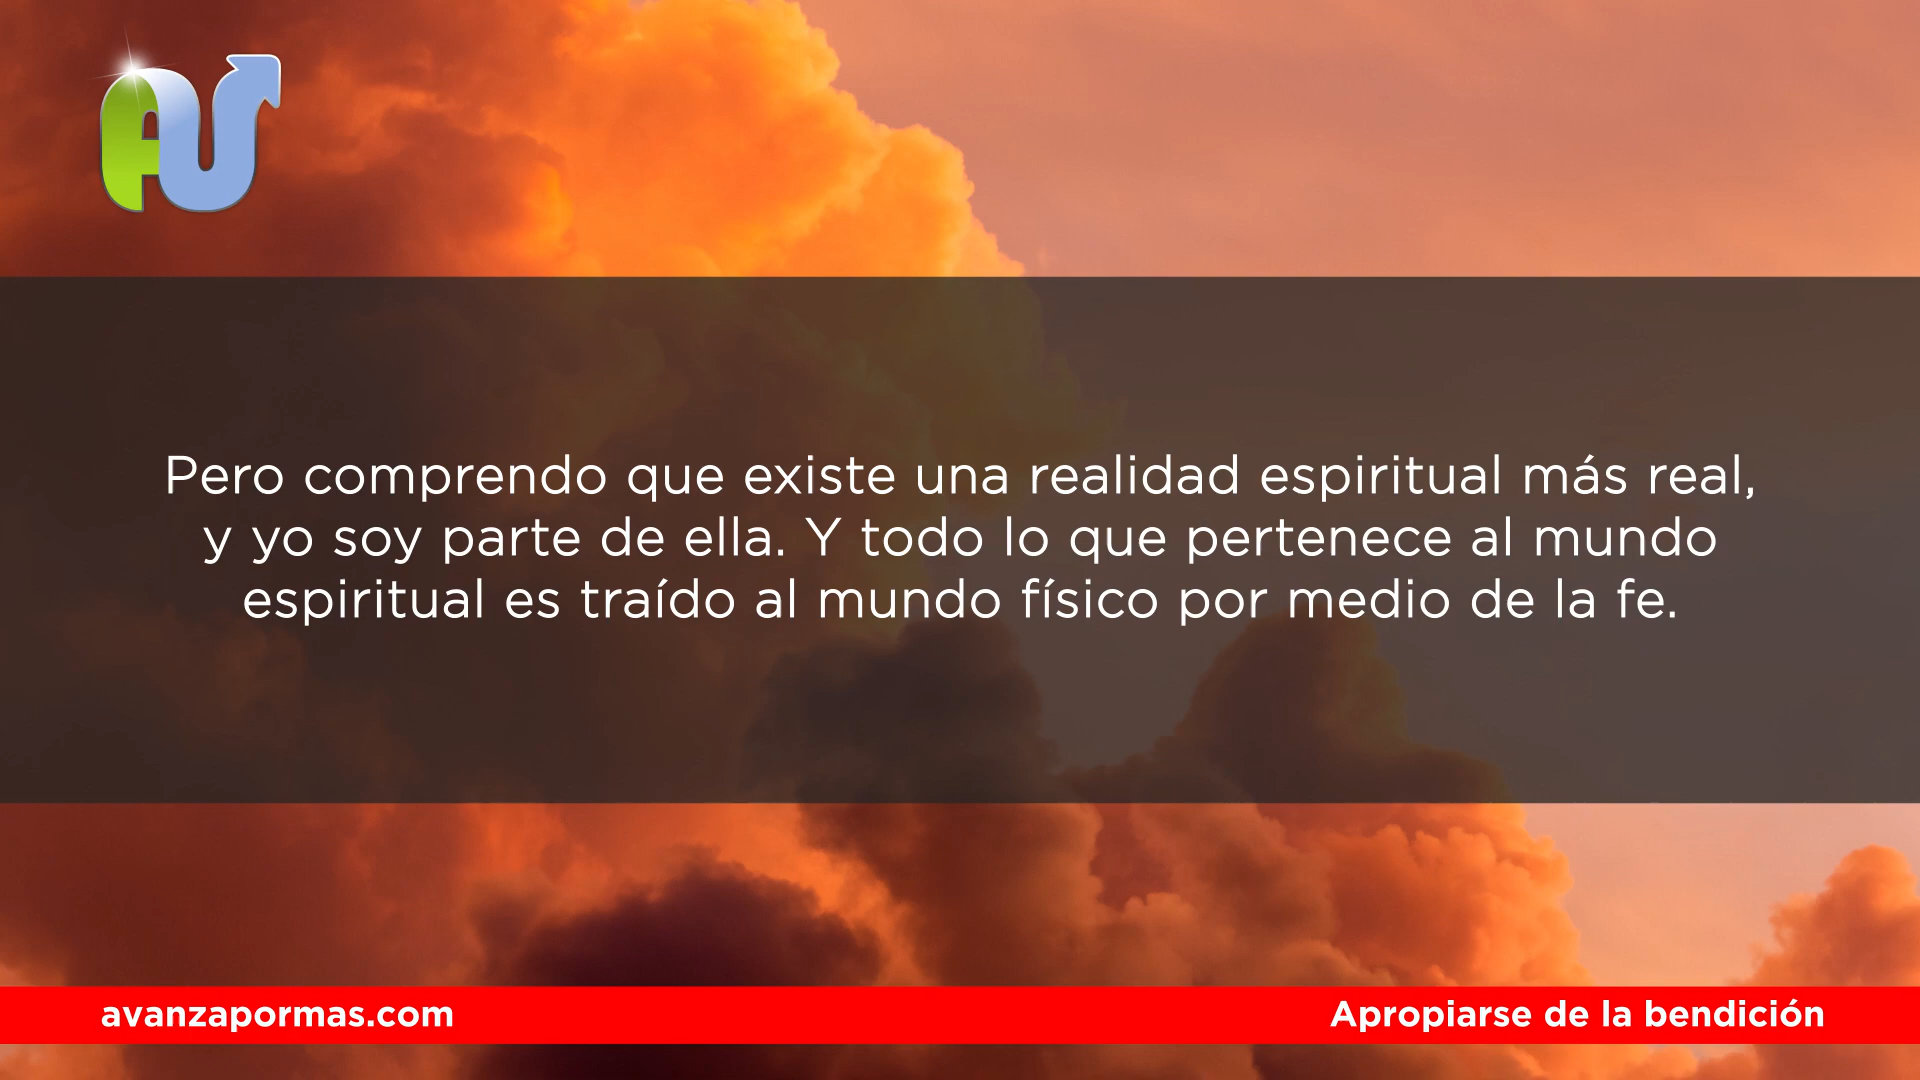 Pero comprendo que existe una realidad espiritual más real,
y yo soy parte de ella. Y todo lo que pertenece al mundo
espiritual es traído al mundo físico por medio de la fe.
avanzapormas.com
Apropiarse de la bendición